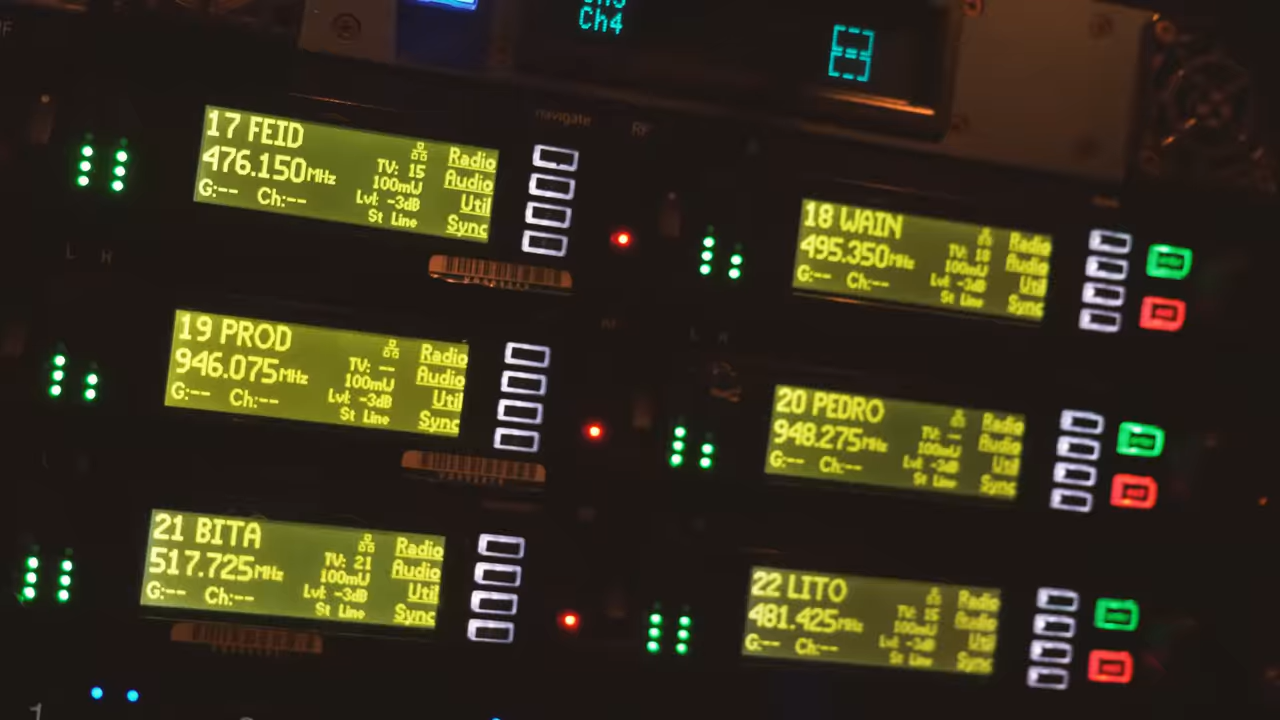 Ch4
navigate
RF
17 FEID
476.150MHz
TV: 15
100mW
Lvl: -3dB
St Line
G:-- Ch:--
Radio
Audio
Util
Sync
18 WAIN
495.350MHz
TV: 18
100mW
Lvl: -3dB
St Line
G:-- Ch:--
Radio
Audio
Util
Sync
L H
19 PROD
946.075MHz
TV: --
100mW
Lvl: -3dB
St Line
G:-- Ch:--
Radio
Audio
Util
Sync
20 PEDRO
948.275MHz
TV: --
100mW
Lvl: -3dB
St Line
G:-- Ch:--
Radio
Audio
Util
Sync
21 BITA
517.725MHz
TV: 21
100mW
Lvl: -3dB
St Line
G:-- Ch:--
Radio
Audio
Util
Sync
22 LITO
481.425MHz
TV: 15
100mW
Lvl: -3dB
St Line
G:-- Ch:--
Radio
Audio
Util
Sync
1